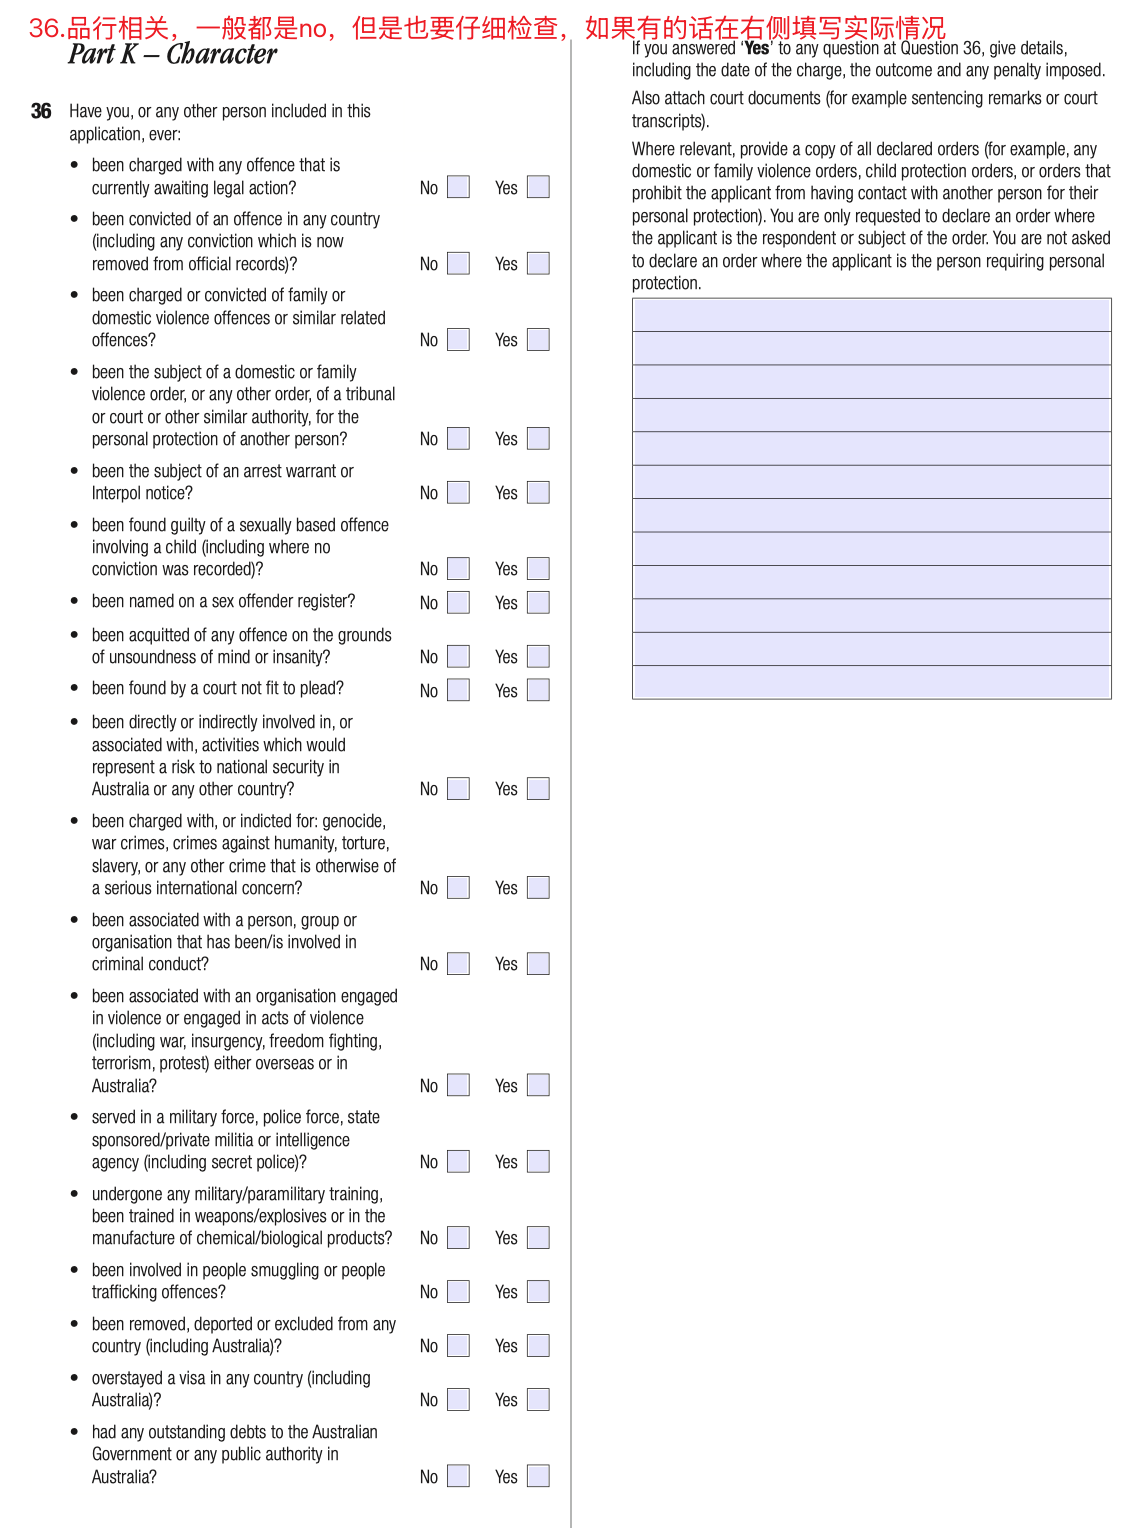 36.品行相关，一般都是no，但是也要仔细检查，如果有的话在右侧填写实际情况
Part K – Character
36 Have you, or any other person included in this
application, ever:
• been charged with any offence that is
currently awaiting legal action? No Yes
• been convicted of an offence in any country
(including any conviction which is now
removed from official records)? No Yes
• been charged or convicted of family or
domestic violence offences or similar related
offences? No Yes
• been the subject of a domestic or family
violence order, or any other order, of a tribunal
or court or other similar authority, for the
personal protection of another person? No Yes
• been the subject of an arrest warrant or
Interpol notice? No Yes
• been found guilty of a sexually based offence
involving a child (including where no
conviction was recorded)? No Yes
• been named on a sex offender register? No Yes
• been acquitted of any offence on the grounds
of unsoundness of mind or insanity? No Yes
• been found by a court not fit to plead? No Yes
• been directly or indirectly involved in, or
associated with, activities which would
represent a risk to national security in
Australia or any other country? No Yes
• been charged with, or indicted for: genocide,
war crimes, crimes against humanity, torture,
slavery, or any other crime that is otherwise of
a serious international concern? No Yes
• been associated with a person, group or
organisation that has been/is involved in
criminal conduct? No Yes
• been associated with an organisation engaged
in violence or engaged in acts of violence
(including war, insurgency, freedom fighting,
terrorism, protest) either overseas or in
Australia? No Yes
• served in a military force, police force, state
sponsored/private militia or intelligence
agency (including secret police)? No Yes
• undergone any military/paramilitary training,
been trained in weapons/explosives or in the
manufacture of chemical/biological products? No Yes
• been involved in people smuggling or people
trafficking offences? No Yes
• been removed, deported or excluded from any
country (including Australia)? No Yes
• overstayed a visa in any country (including
Australia)? No Yes
• had any outstanding debts to the Australian
Government or any public authority in
Australia? No Yes
If you answered ‘Yes’ to any question at Question 36, give details,
including the date of the charge, the outcome and any penalty imposed.
Also attach court documents (for example sentencing remarks or court
transcripts).
Where relevant, provide a copy of all declared orders (for example, any
domestic or family violence orders, child protection orders, or orders that
prohibit the applicant from having contact with another person for their
personal protection). You are only requested to declare an order where
the applicant is the respondent or subject of the order. You are not asked
to declare an order where the applicant is the person requiring personal
protection.